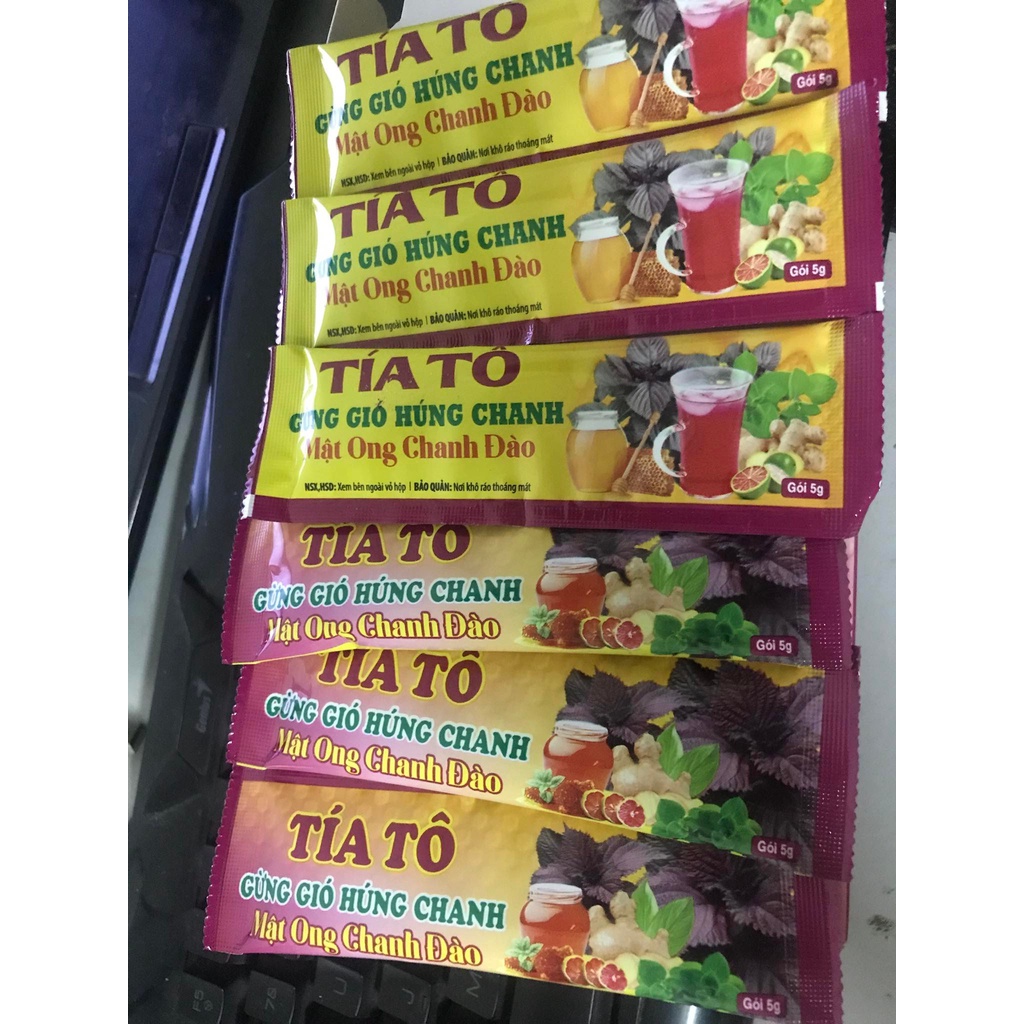 TÍA TÔ
GỪNG GIÓ HÚNG CHANH
Mật Ong Chanh Đào
Gói 5g
NSX,HSD: Xem bên ngoài vỏ hộp | BẢO QUẢN: Nơi khô ráo thoáng mát
TÍA TÔ
GỪNG GIÓ HÚNG CHANH
Mật Ong Chanh Đào
Gói 5g
NSX,HSD: Xem bên ngoài vỏ hộp | BẢO QUẢN: Nơi khô ráo thoáng mát
TÍA TÔ
GỪNG GIÓ HÚNG CHANH
Mật Ong Chanh Đào
Gói 5g
NSX,HSD: Xem bên ngoài vỏ hộp | BẢO QUẢN: Nơi khô ráo thoáng mát
TÍA TÔ
GỪNG GIÓ HÚNG CHANH
Mật Ong Chanh Đào
Gói 5g
TÍA TÔ
GỪNG GIÓ HÚNG CHANH
Mật Ong Chanh Đào
Gói 5g
TÍA TÔ
GỪNG GIÓ HÚNG CHANH
Mật Ong Chanh Đào
Gói 5g
F5
7&
U
J
M